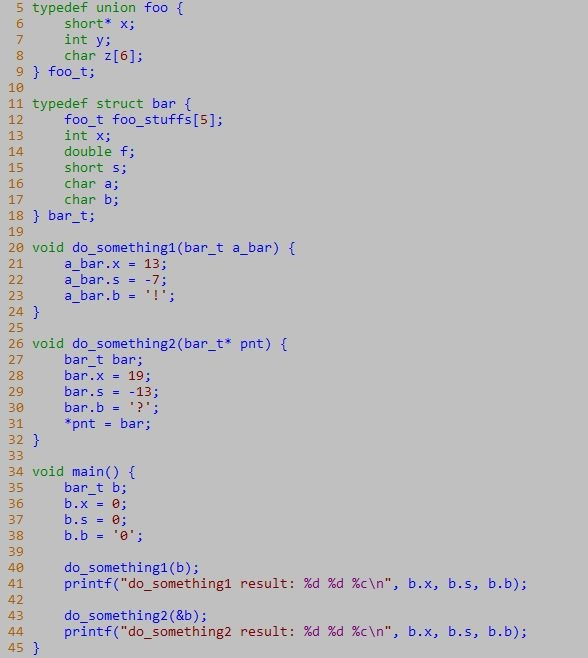 5 typedef union foo {
6     short* x;
7     int y;
8     char z[6];
9 } foo_t;
10
11 typedef struct bar {
12     foo_t foo_stuffs[5];
13     int x;
14     double f;
15     short s;
16     char a;
17     char b;
18 } bar_t;
19
20 void do_something1(bar_t a_bar) {
21     a_bar.x = 13;
22     a_bar.s = -7;
23     a_bar.b = '!';
24 }
25
26 void do_something2(bar_t* pnt) {
27     bar_t bar;
28     bar.x = 19;
29     bar.s = -13;
30     bar.b = '?';
31     *pnt = bar;
32 }
33
34 void main() {
35     bar_t b;
36     b.x = 0;
37     b.s = 0;
38     b.b = '0';
39
40     do_something1(b);
41     printf("do_something1 result: %d %d %c\n", b.x, b.s, b.b);
42
43     do_something2(&b);
44     printf("do_something2 result: %d %d %c\n", b.x, b.s, b.b);
45 }